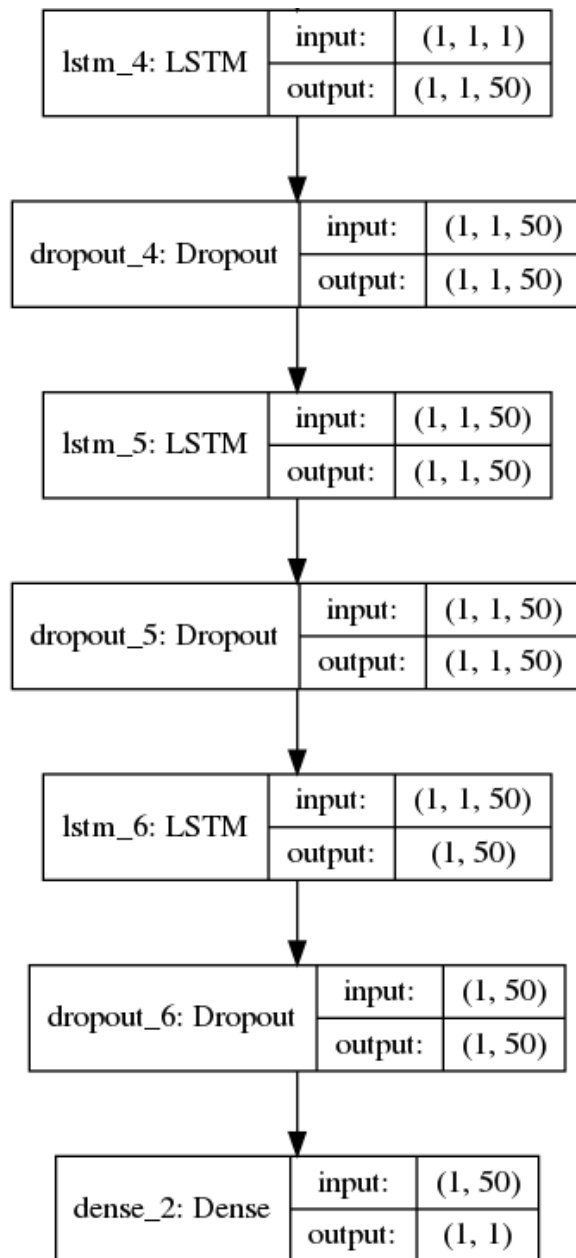 lstm_4: LSTM
input: (1, 1, 1)
output: (1, 1, 50)
dropout_4: Dropout
input: (1, 1, 50)
output: (1, 1, 50)
lstm_5: LSTM
input: (1, 1, 50)
output: (1, 1, 50)
dropout_5: Dropout
input: (1, 1, 50)
output: (1, 1, 50)
lstm_6: LSTM
input: (1, 1, 50)
output: (1, 50)
dropout_6: Dropout
input: (1, 50)
output: (1, 50)
dense_2: Dense
input: (1, 50)
output: (1, 1)